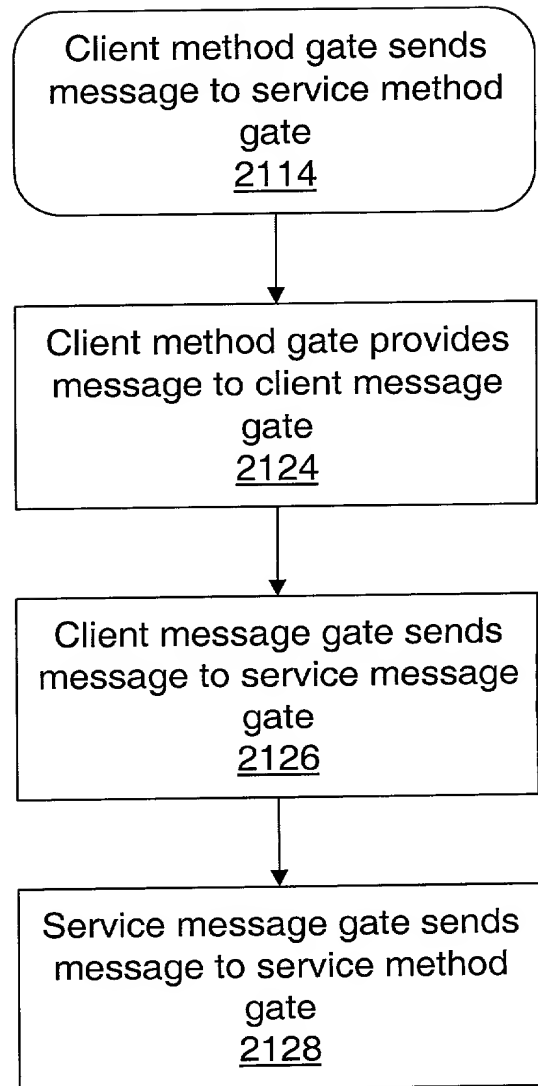 Client method gate sends
message to service method
gate
2114
Client method gate provides
message to client message
gate
2124
Client message gate sends
message to service message
gate
2126
Service message gate sends
message to service method
gate
2128